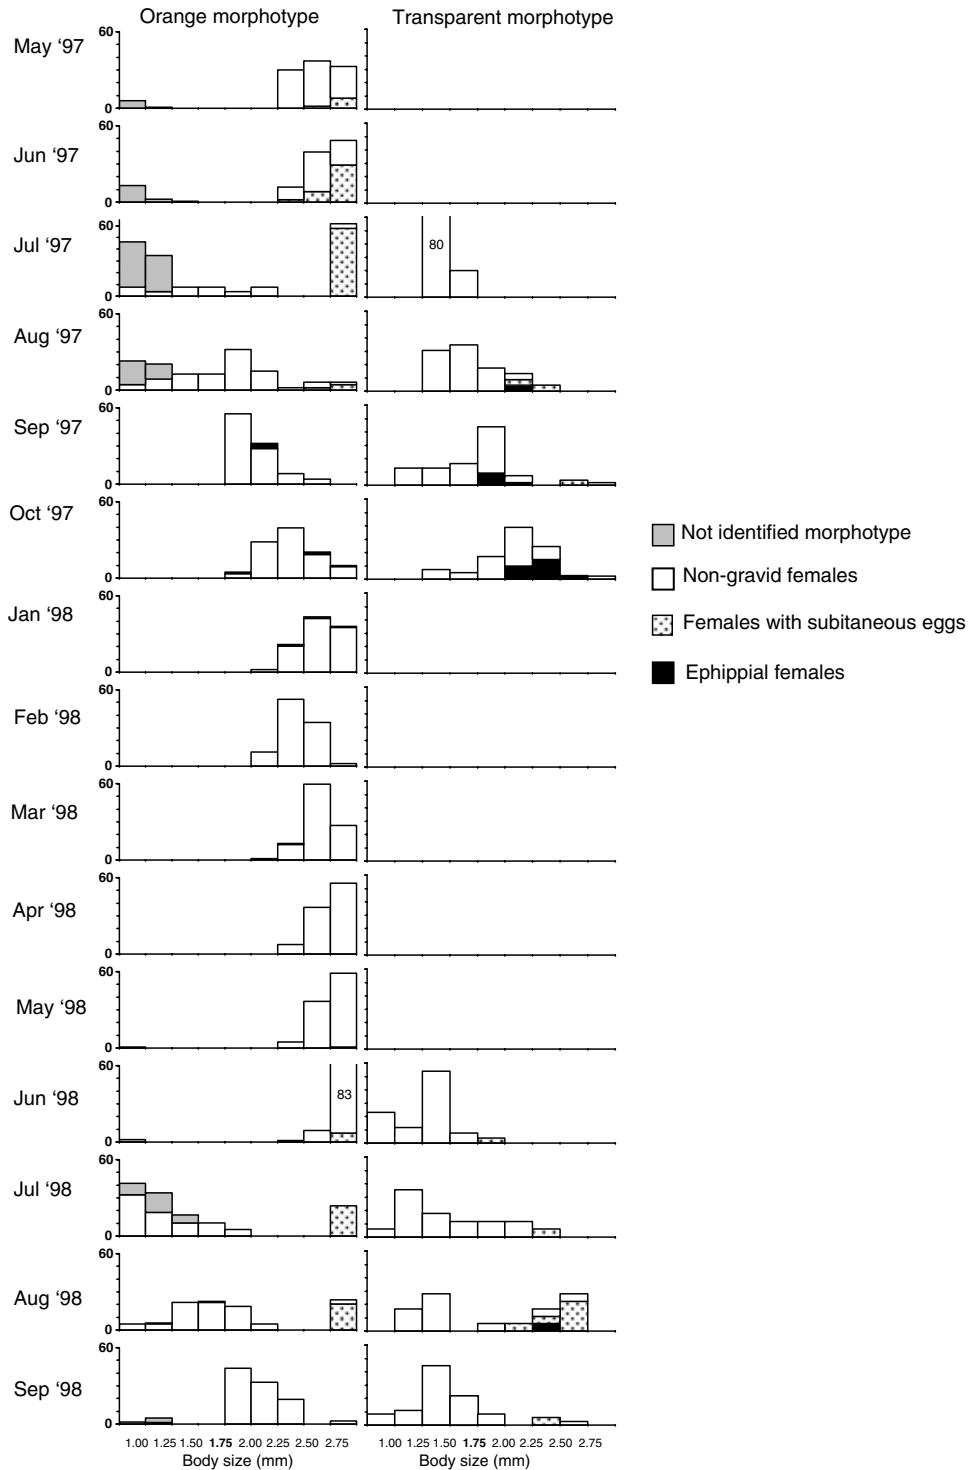 Orange morphotype Transparent morphotype
May '97 60 0
Jun '97 60 0
Jul '97 60 0 80
Aug '97 60 0
Sep '97 60 0
Oct '97 60 0
Not identified morphotype
Non-gravid females
Females with subitaneous eggs
Ephippial females
Jan '98 60 0
Feb '98 60 0
Mar '98 60 0
Apr '98 60 0
May '98 60 0
Jun '98 60 0 83
Jul '98 60 0
Aug '98 60 0
Sep '98 60 0
1.00 1.25 1.50 1.75 2.00 2.25 2.50 2.75 1.00 1.25 1.50 1.75 2.00 2.25 2.50 2.75
Body size (mm) Body size (mm)